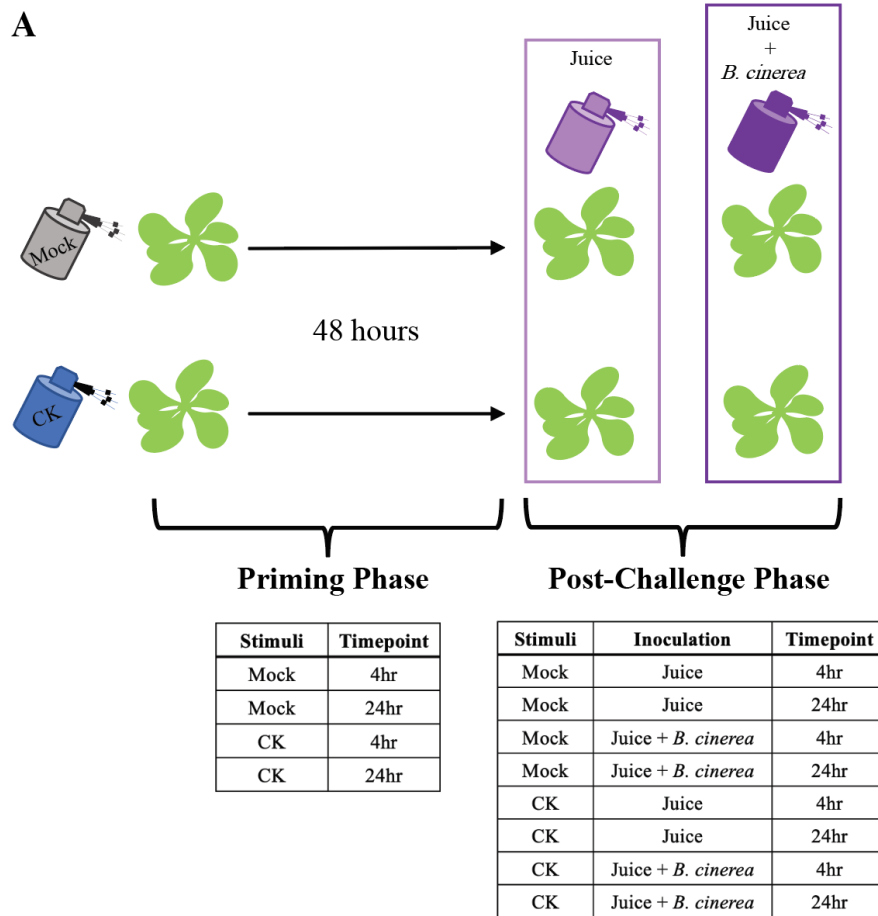 A
Juice
Juice
+
B. cinerea
Mock
48 hours
CK
Priming Phase
Post-Challenge Phase
Stimuli Timepoint
Mock 4hr
Mock 24hr
CK 4hr
CK 24hr
Stimuli Inoculation Timepoint
Mock Juice 4hr
Mock Juice 24hr
Mock Juice + B. cinerea 4hr
Mock Juice + B. cinerea 24hr
CK Juice 4hr
CK Juice 24hr
CK Juice + B. cinerea 4hr
CK Juice + B. cinerea 24hr